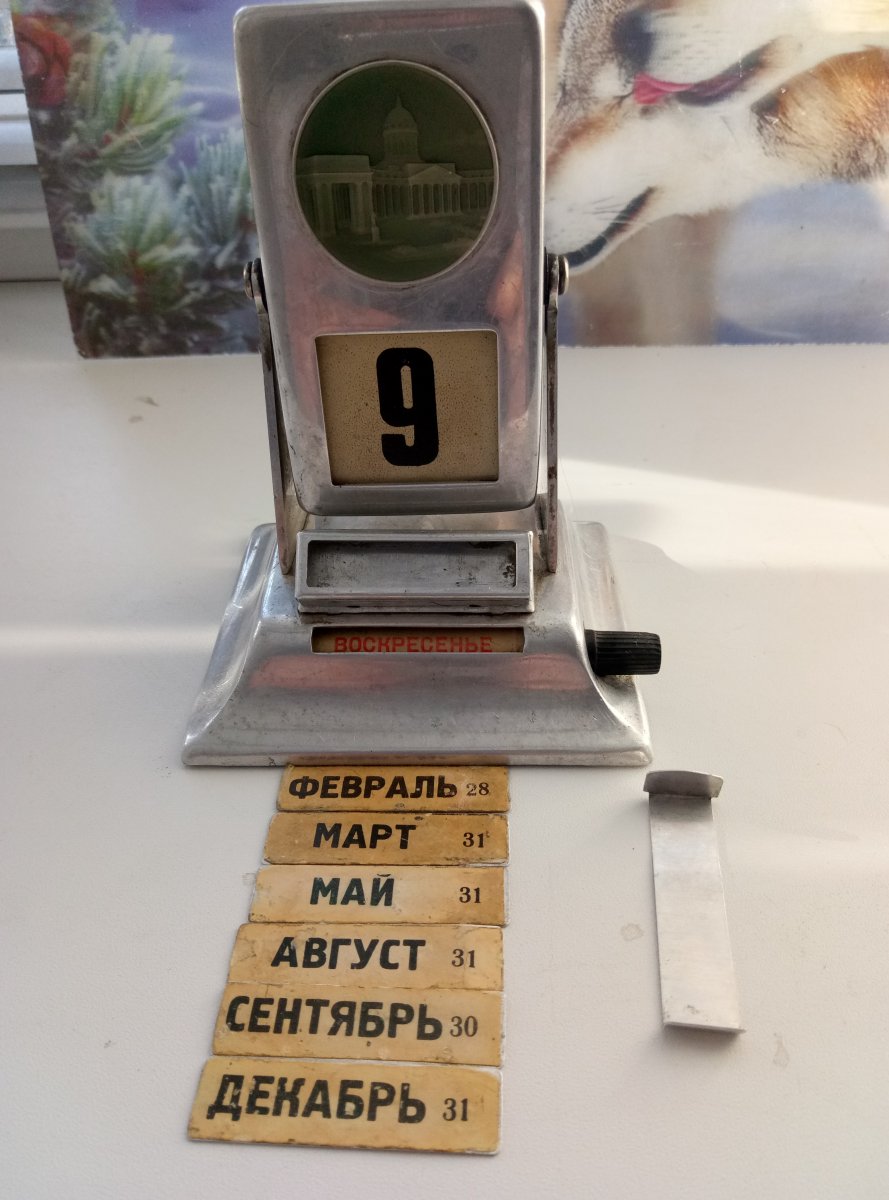 9
ВОСКРЕСЕНЬЕ
ФЕВРАЛЬ 28
МАРТ 31
МАЙ 31
АВГУСТ 31
СЕНТЯБРЬ 30
ДЕКАБРЬ 31